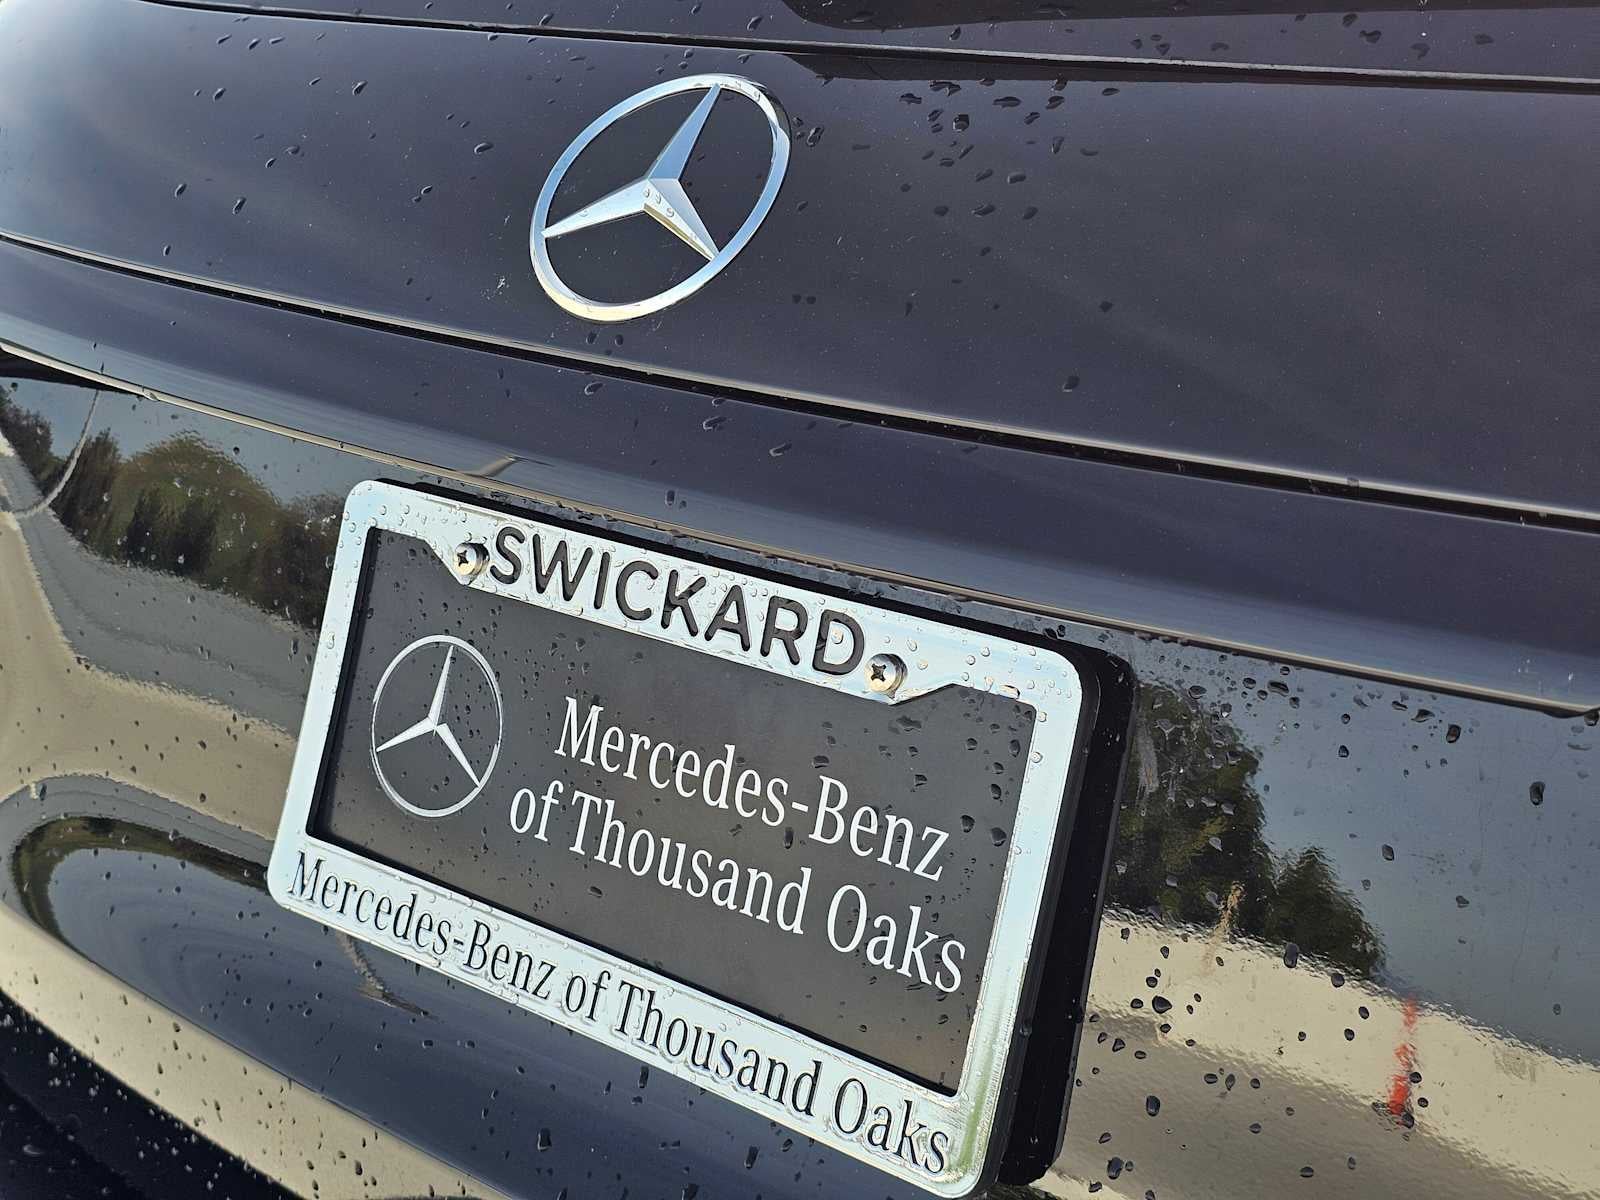 SWICKARD
Mercedes-Benz
of Thousand Oaks
Mercedes-Benz of Thousand Oaks